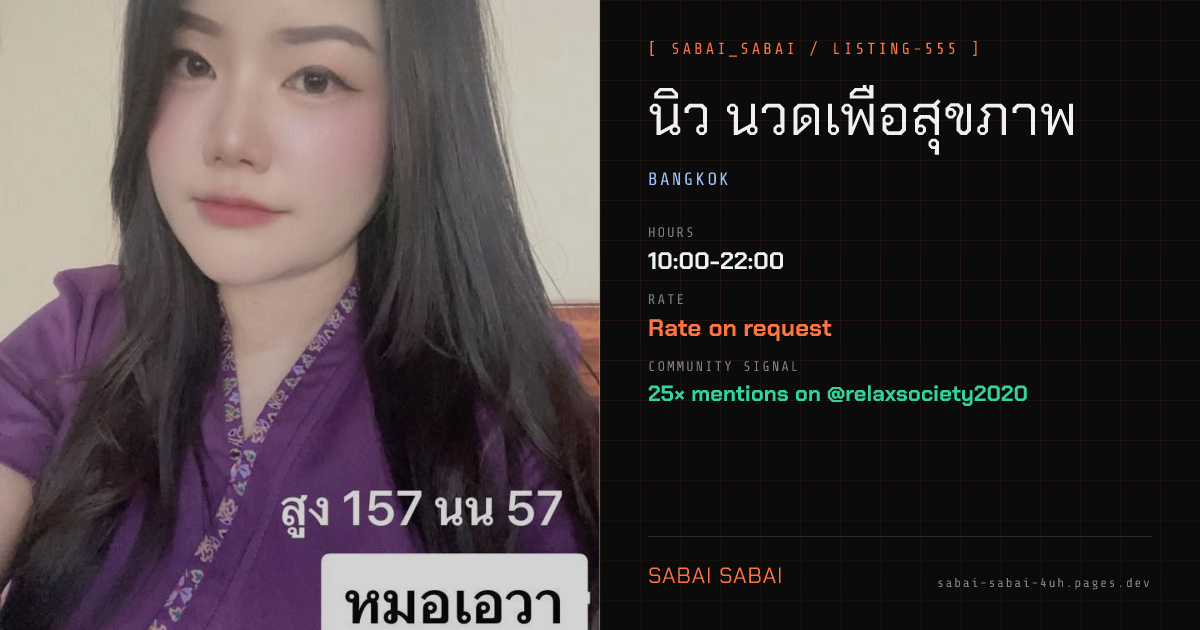 สูง 157 นน 57
หมอเอวา
[ SABAI_SABAI / LISTING-555 ]
นิว นวดเพือสุขภาพ
BANGKOK
HOURS
10:00-22:00
RATE
Rate on request
COMMUNITY SIGNAL
25× mentions on @relaxsociety2020
SABAI SABAI
sabai-sabai-4uh.pages.dev